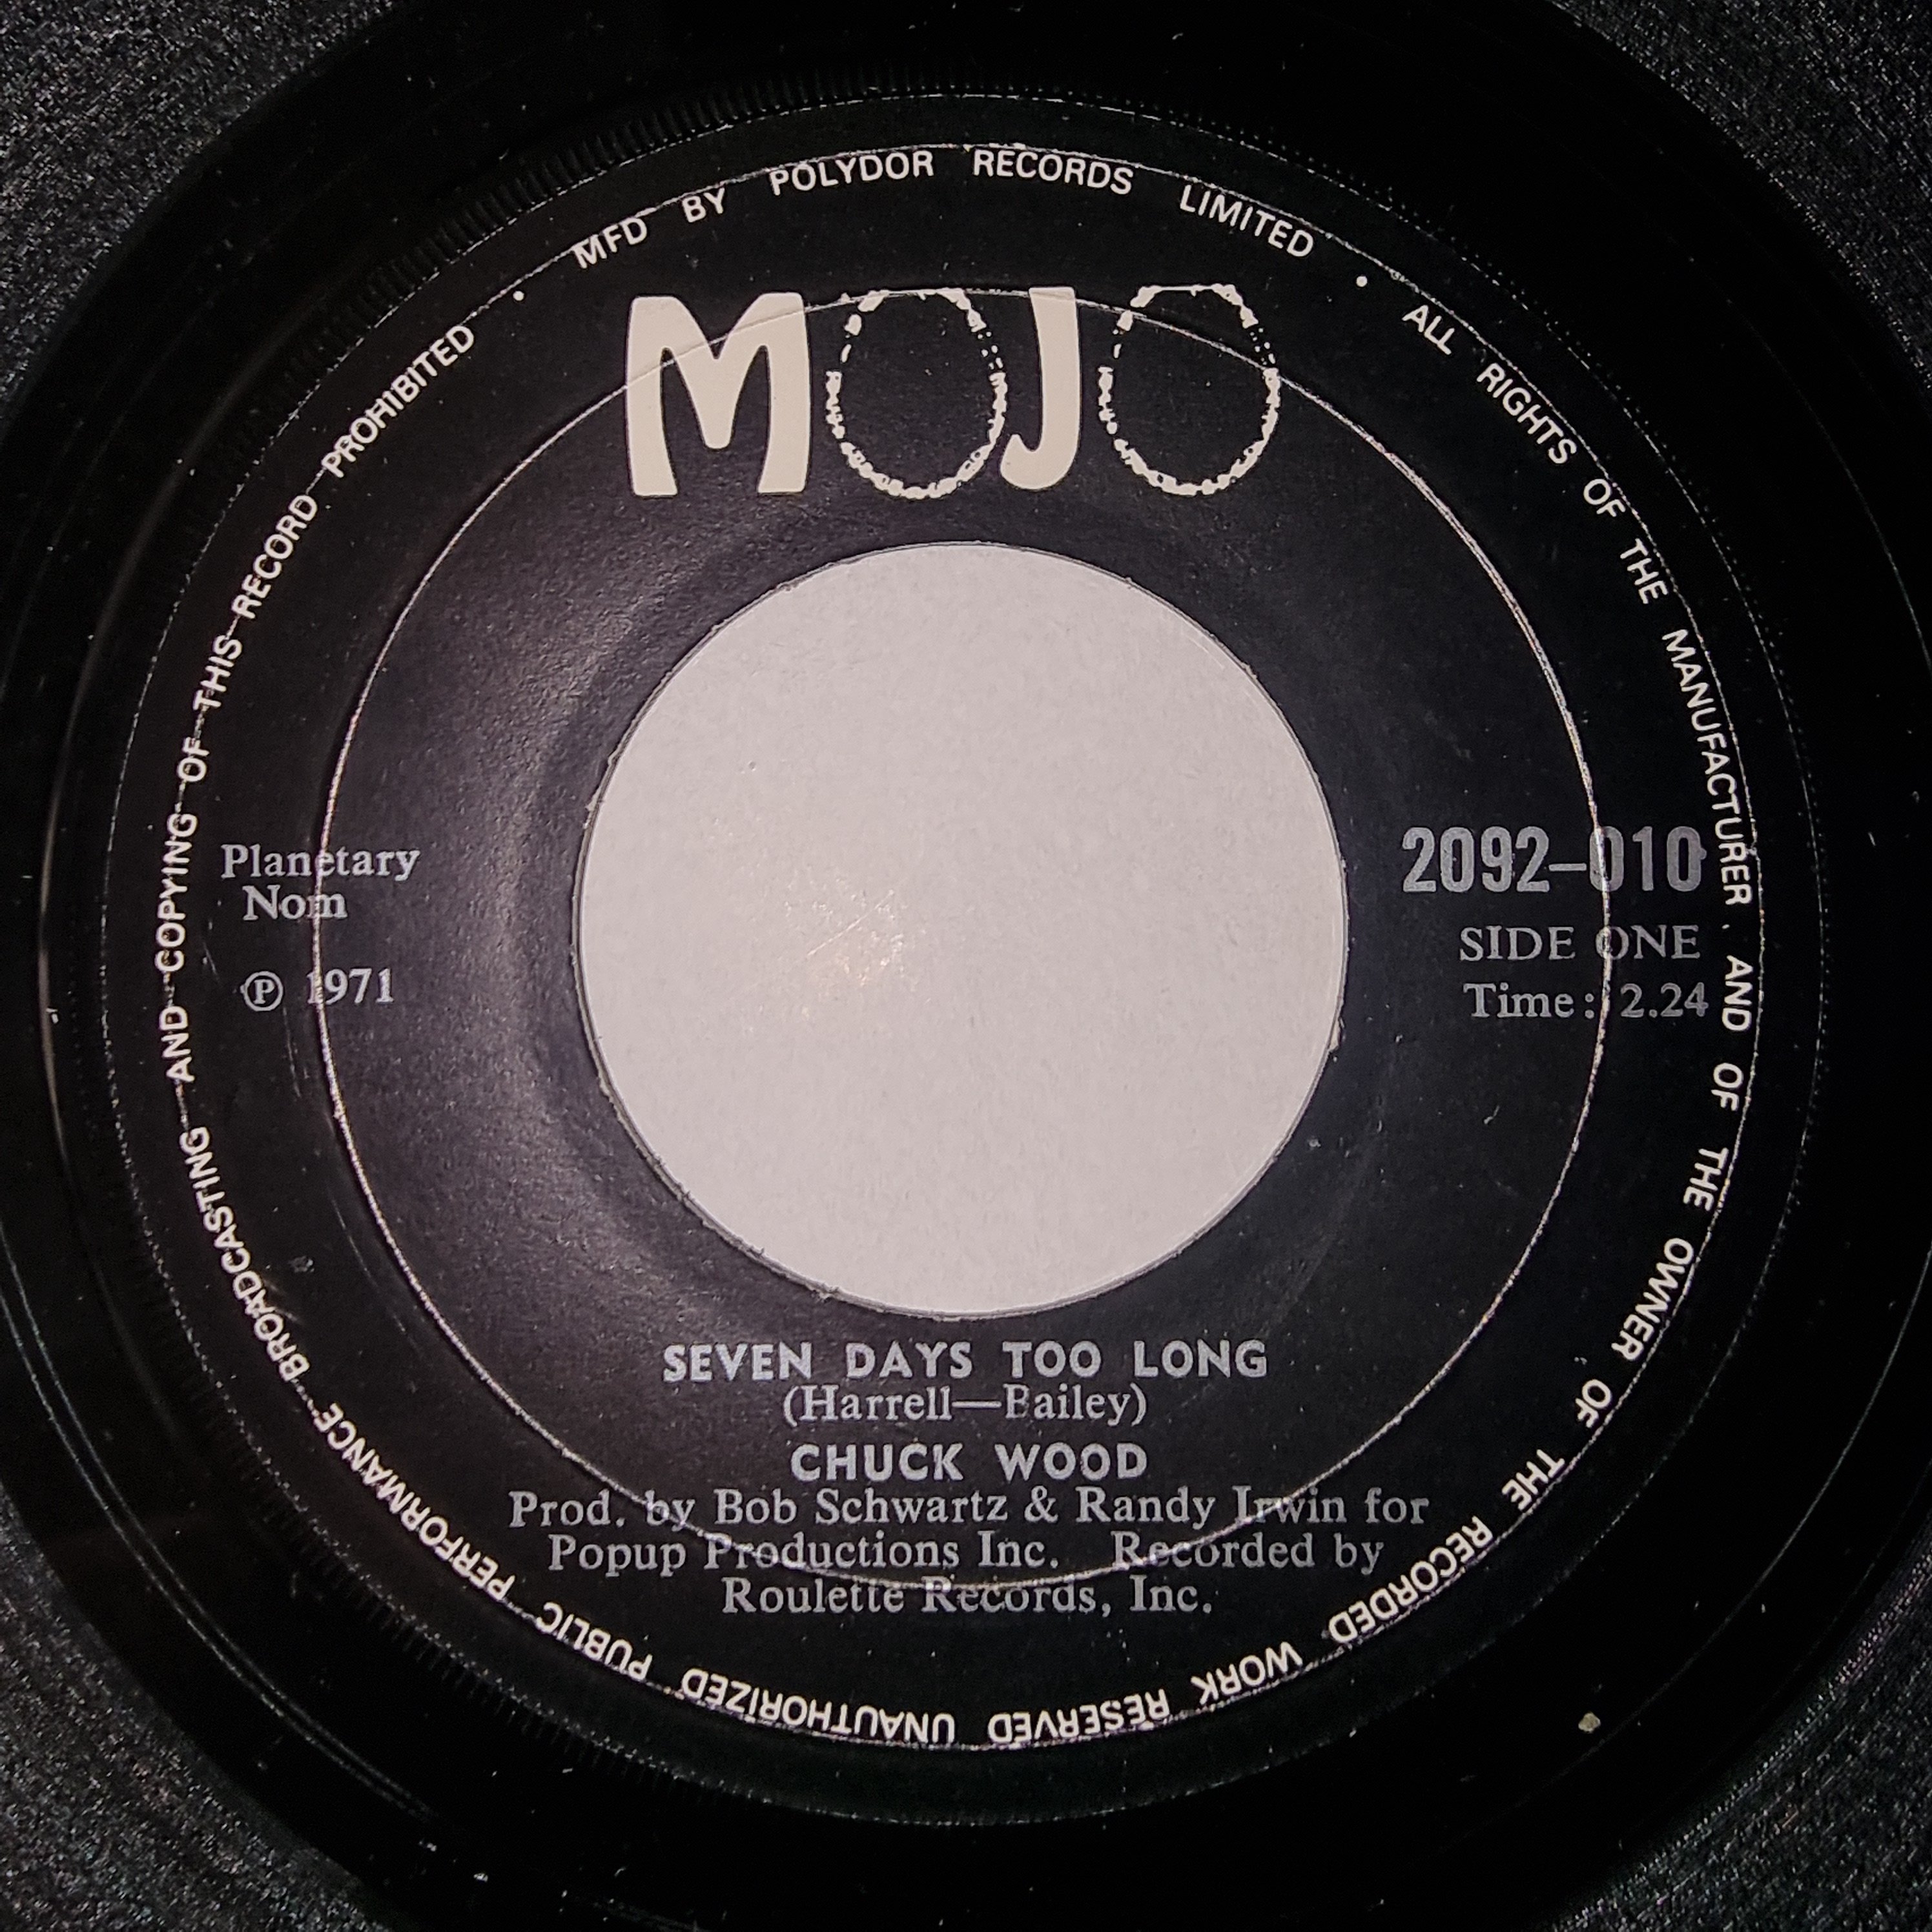 MFD BY POLYDOR RECORDS LIMITED • ALL RIGHTS OF THE MANUFACTURER AND OF THE OWNER OF THE RECORDED WORK RESERVED UNAUTHORIZED PUBLIC PERFORMANCE BROADCASTING AND COPYING OF THIS RECORD PROHIBITED •
MOJO
Planetary
Nom
℗ 1971
2092-010
SIDE ONE
Time: 2.24
SEVEN DAYS TOO LONG
(Harrell—Bailey)
CHUCK WOOD
Prod. by Bob Schwartz & Randy Irwin for
Popup Productions Inc. Recorded by
Roulette Records, Inc.